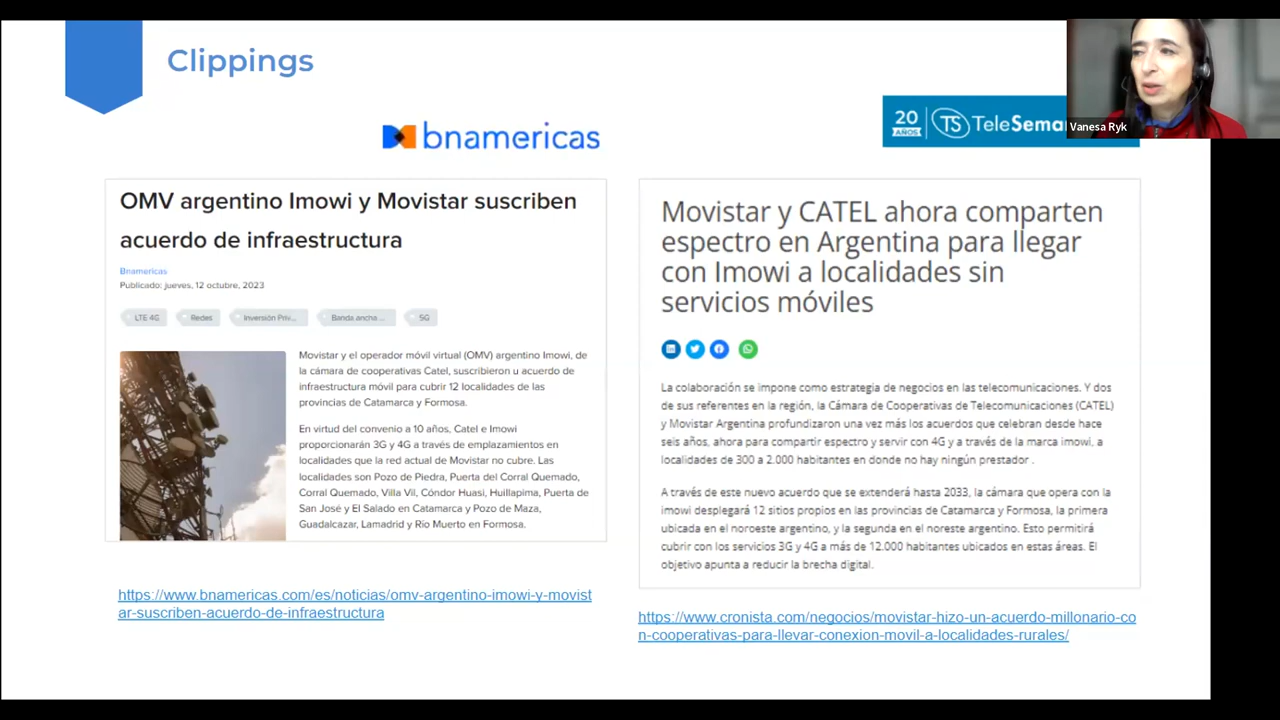 Clippings
bnamericas
20
AÑOS
TS
TeleSema
Vanesa Ryk
OMV argentino Imowi y Movistar suscriben
acuerdo de infraestructura
Bnamericas
Publicado: jueves, 12 octubre, 2023
LTE 4G
Redes
Inversión Priv...
Banda ancha ...
5G
Movistar y el operador móvil virtual (OMV) argentino Imowi, de
la cámara de cooperativas Catel, suscribieron u acuerdo de
infraestructura móvil para cubrir 12 localidades de las
provincias de Catamarca y Formosa.
En virtud del convenio a 10 años, Catel e Imowi
proporcionarán 3G y 4G a través de emplazamientos en
localidades que la red actual de Movistar no cubre. Las
localidades son Pozo de Piedra, Puerta del Corral Quemado,
Corral Quemado, Villa Vil, Cóndor Huasi, Huillapima, Puerta de
San José y El Salado en Catamarca y Pozo de Maza,
Guadalcazar, Lamadrid y Río Muerto en Formosa.
https://www.bnamericas.com/es/noticias/omv-argentino-imowi-y-movist
ar-suscriben-acuerdo-de-infraestructura
Movistar y CATEL ahora comparten
espectro en Argentina para llegar
con Imowi a localidades sin
servicios móviles
La colaboración se impone como estrategia de negocios en las telecomunicaciones. Y dos
de sus referentes en la región, la Cámara de Cooperativas de Telecomunicaciones (CATEL)
y Movistar Argentina profundizaron una vez más los acuerdos que celebran desde hace
seis años, ahora para compartir espectro y servir con 4G y a través de la marca imowi, a
localidades de 300 a 2.000 habitantes en donde no hay ningún prestador .
A través de este nuevo acuerdo que se extenderá hasta 2033, la cámara que opera con la
imowi desplegará 12 sitios propios en las provincias de Catamarca y Formosa, la primera
ubicada en el noroeste argentino, y la segunda en el noreste argentino. Esto permitirá
cubrir con los servicios 3G y 4G a más de 12.000 habitantes ubicados en estas áreas. El
objetivo apunta a reducir la brecha digital.
https://www.cronista.com/negocios/movistar-hizo-un-acuerdo-millonario-co
n-cooperativas-para-llevar-conexion-movil-a-localidades-rurales/